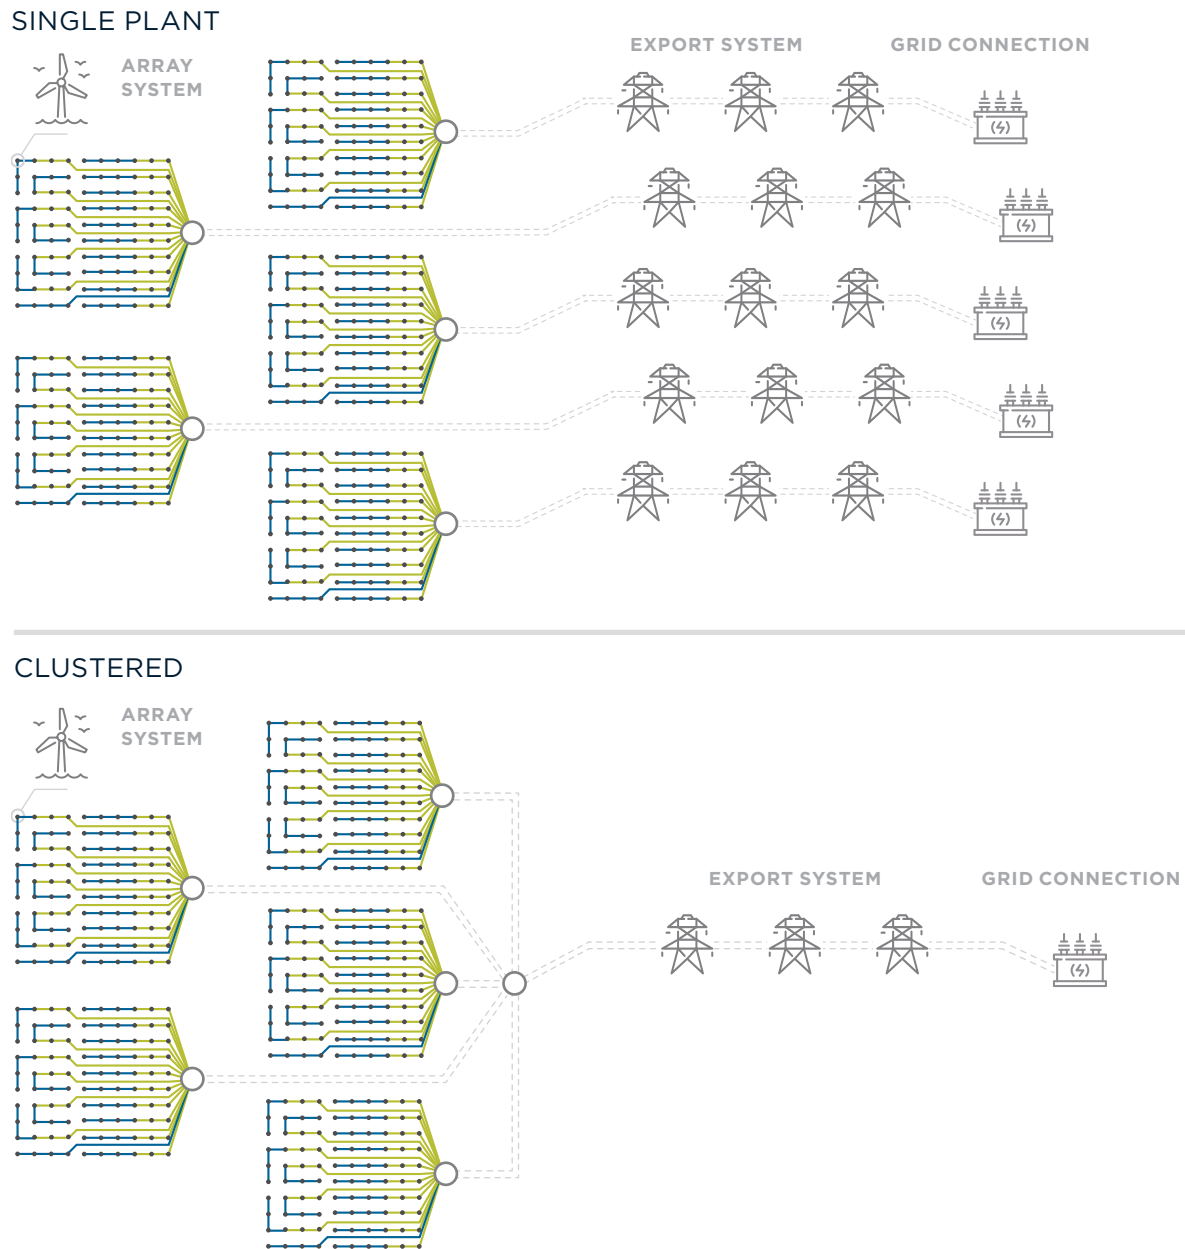 SINGLE PLANT
ARRAY
SYSTEM
EXPORT SYSTEM
GRID CONNECTION
CLUSTERED
ARRAY
SYSTEM
EXPORT SYSTEM
GRID CONNECTION